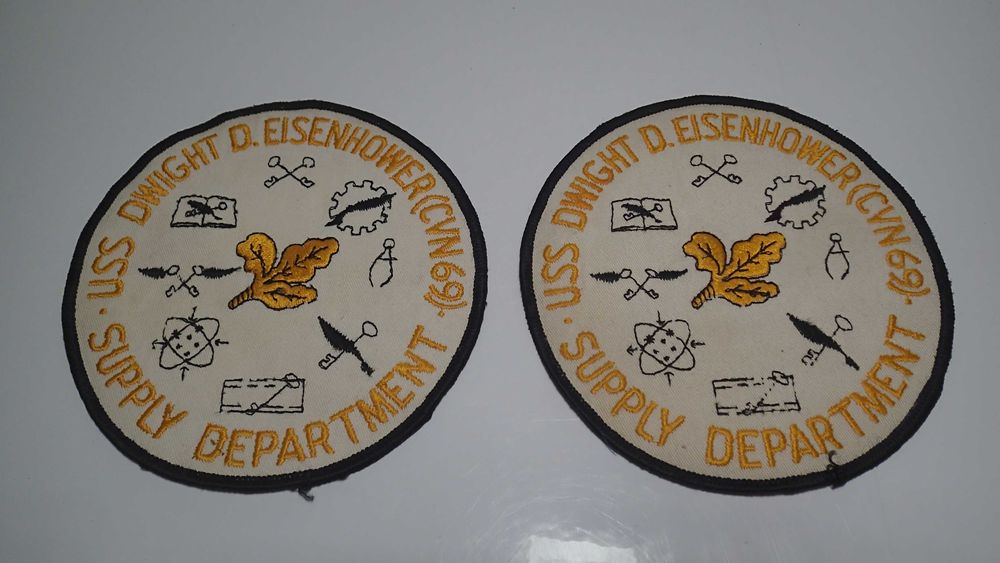 USS DWIGHT D. EISENHOWER (CVN 69)
SUPPLY DEPARTMENT
USS DWIGHT D. EISENHOWER (CVN 69)
SUPPLY DEPARTMENT